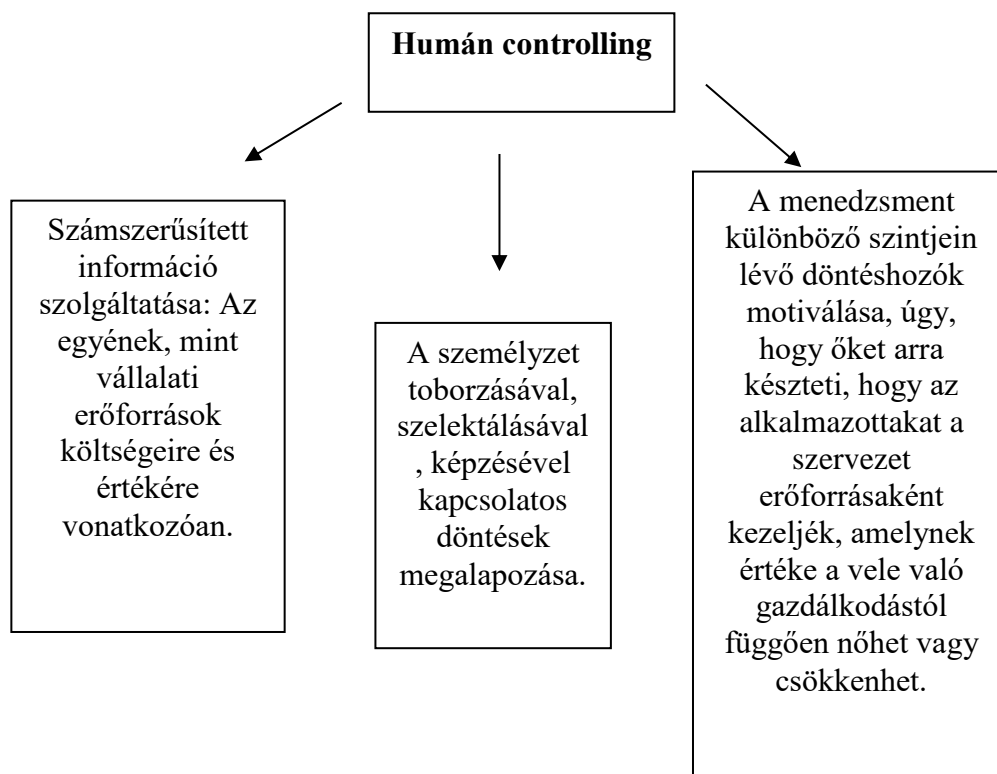 Humán controlling
Számszerűsített
információ
szolgáltatása: Az
egyének, mint
vállalati
erőforrások
költségeire és
értékére
vonatkozóan.
A személyzet
toborzásával,
szelektálásával
, képzésével
kapcsolatos
döntések
megalapozása.
A menedzsment
különböző szintjein
lévő döntéshozók
motiválása, úgy,
hogy őket arra
készteti, hogy az
alkalmazottakat a
szervezet
erőforrásaként
kezeljék, amelynek
értéke a vele való
gazdálkodástól
függően nőhet vagy
csökkenhet.